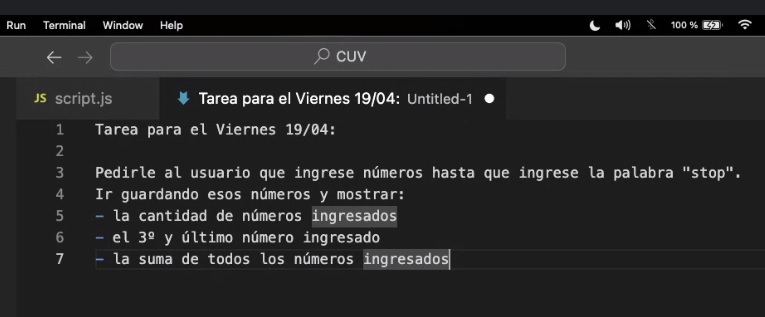 Run Terminal Window Help 100 %
CUV
JS script.js Tarea para el Viernes 19/04: Untitled-1
1 Tarea para el Viernes 19/04:
2
3 Pedirle al usuario que ingrese números hasta que ingrese la palabra "stop".
4 Ir guardando esos números y mostrar:
5 - la cantidad de números ingresados
6 - el 3º y último número ingresado
7 - la suma de todos los números ingresados